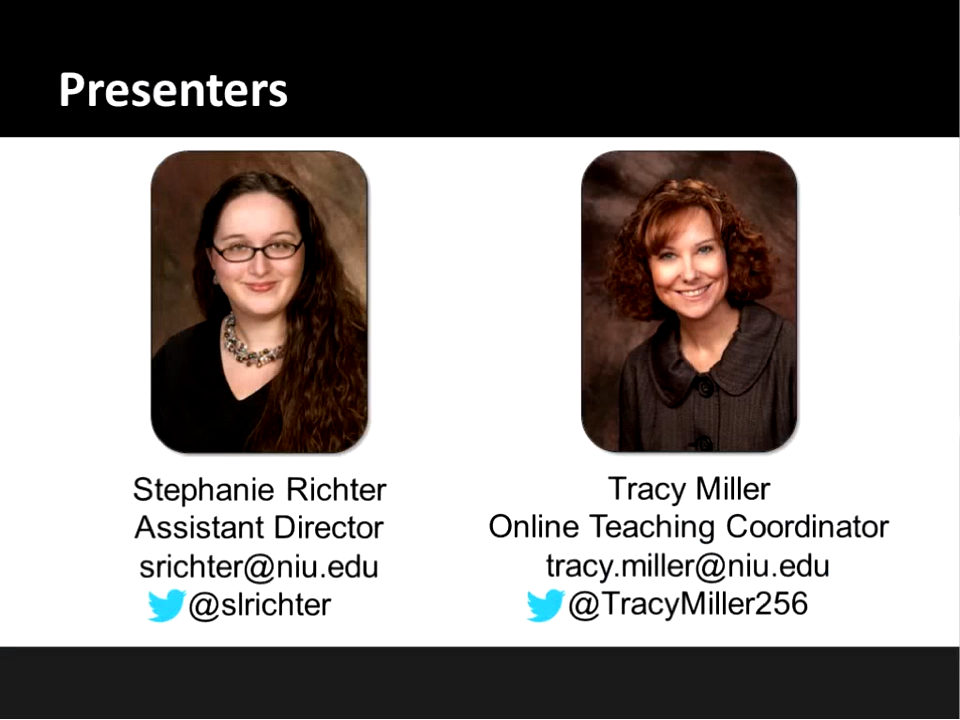 Presenters
Stephanie Richter
Assistant Director
srichter@niu.edu
@slrichter
Tracy Miller
Online Teaching Coordinator
tracy.miller@niu.edu
@TracyMiller256